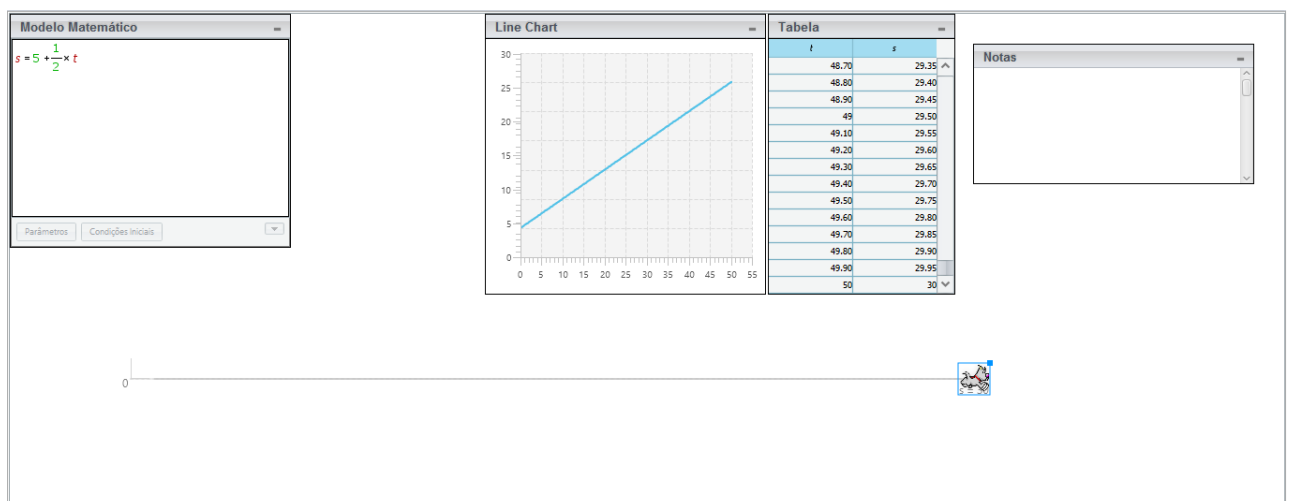 Modelo Matemático
s = 5 + 1/2 × t
Parâmetros Condições Iniciais
Line Chart
30
25
20
15
10
5
0
0 5 10 15 20 25 30 35 40 45 50 55
Tabela
t s
48.70 29.35
48.80 29.40
48.90 29.45
49 29.50
49.10 29.55
49.20 29.60
49.30 29.65
49.40 29.70
49.50 29.75
49.60 29.80
49.70 29.85
49.80 29.90
49.90 29.95
50 30
Notas
0